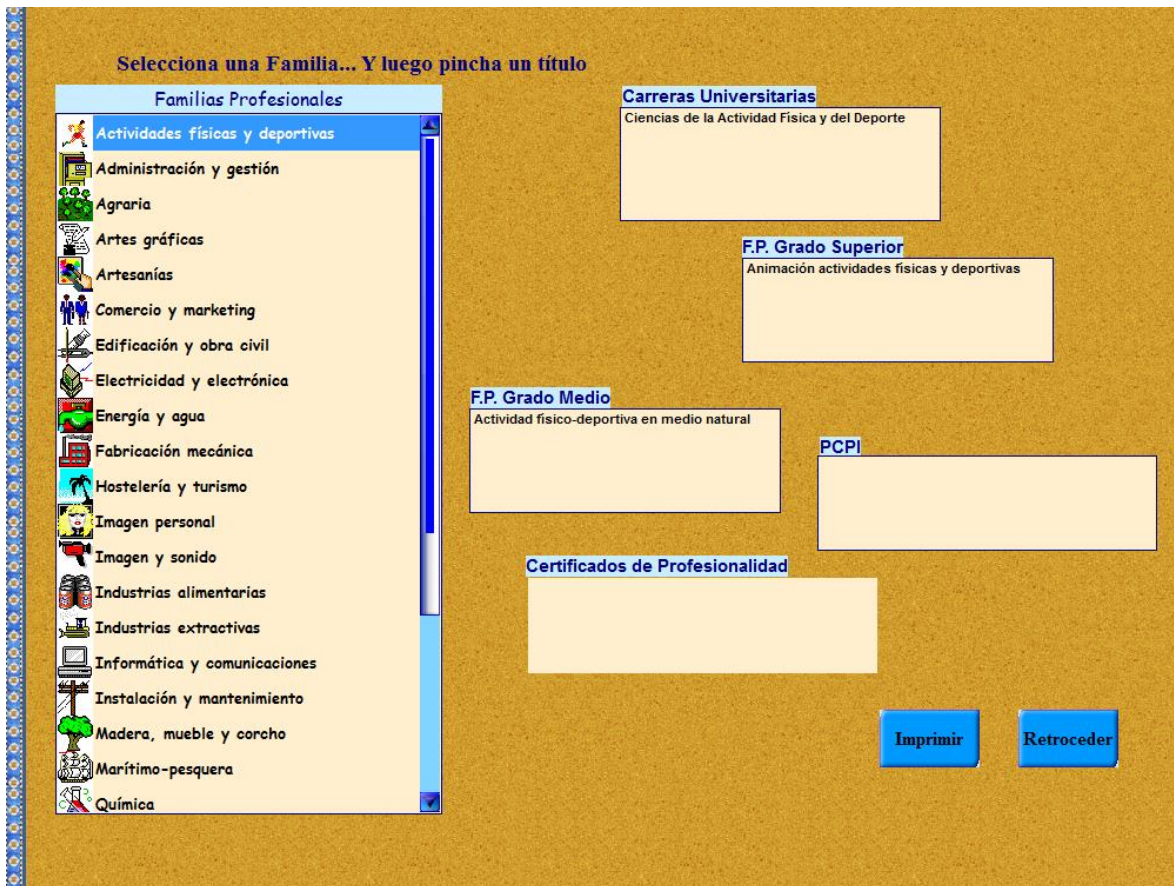 Selecciona una Familia... Y luego pincha un título
Familias Profesionales
Actividades físicas y deportivas
Administración y gestión
Agraria
Artes gráficas
Artesanías
Comercio y marketing
Edificación y obra civil
Electricidad y electrónica
Energía y agua
Fabricación mecánica
Hostelería y turismo
Imagen personal
Imagen y sonido
Industrias alimentarias
Industrias extractivas
Informática y comunicaciones
Instalación y mantenimiento
Madera, mueble y corcho
Marítimo-pesquera
Química
Carreras Universitarias
Ciencias de la Actividad Física y del Deporte
F.P. Grado Superior
Animación actividades físicas y deportivas
F.P. Grado Medio
Actividad físico-deportiva en medio natural
PCPI
Certificados de Profesionalidad
Imprimir
Retroceder